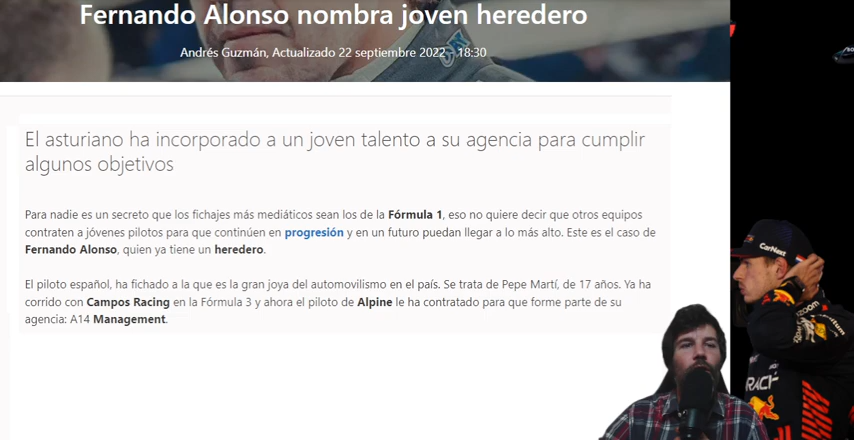 Fernando Alonso nombra joven heredero
Andrés Guzmán, Actualizado 22 septiembre 2022 - 18:30
El asturiano ha incorporado a un joven talento a su agencia para cumplir
algunos objetivos
Para nadie es un secreto que los fichajes más mediáticos sean los de la Fórmula 1, eso no quiere decir que otros equipos
contraten a jóvenes pilotos para que continúen en progresión y en un futuro puedan llegar a lo más alto. Este es el caso de
Fernando Alonso, quien ya tiene un heredero.
El piloto español, ha fichado a la que es la gran joya del automovilismo en el país. Se trata de Pepe Martí, de 17 años. Ya ha
corrido con Campos Racing en la Fórmula 3 y ahora el piloto de Alpine le ha contratado para que forme parte de su
agencia: A14 Management.
CarNext